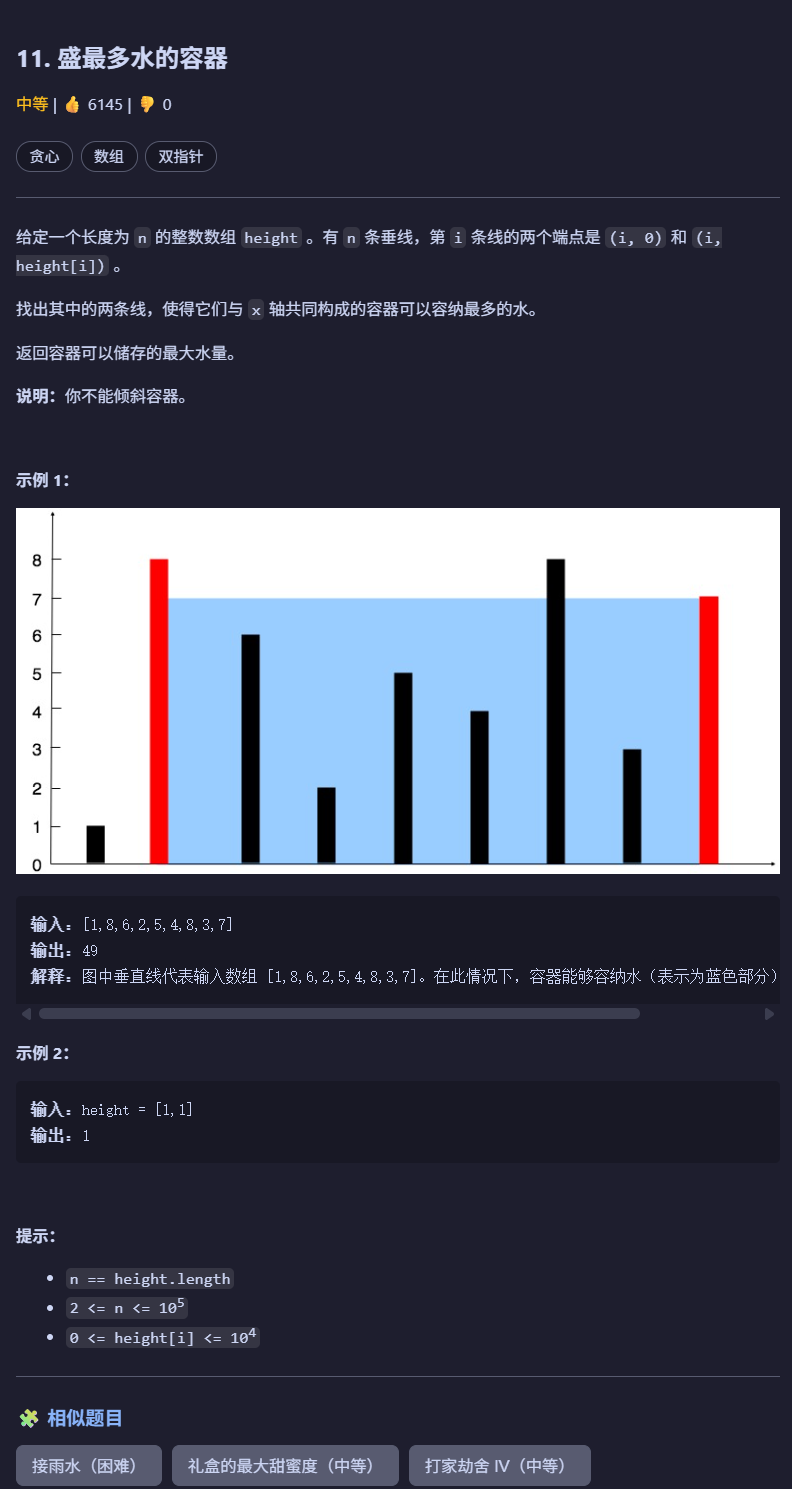 11. 盛最多水的容器
中等 | 👍 6145 | 👎 0
贪心 数组 双指针
给定一个长度为 n 的整数数组 height 。有 n 条垂线，第 i 条线的两个端点是 (i, 0) 和 (i,
height[i]) 。
找出其中的两条线，使得它们与 x 轴共同构成的容器可以容纳最多的水。
返回容器可以储存的最大水量。
说明：你不能倾斜容器。
示例 1：
8
7
6
5
4
3
2
1
0
输入：[1,8,6,2,5,4,8,3,7]
输出：49
解释：图中垂直线代表输入数组 [1,8,6,2,5,4,8,3,7]。在此情况下，容器能够容纳水（表示为蓝色部分）
示例 2：
输入：height = [1,1]
输出：1
提示：
n == height.length
2 <= n <= 10⁵
0 <= height[i] <= 10⁴
🧩 相似题目
接雨水（困难） 礼盒的最大甜蜜度（中等） 打家劫舍 IV（中等）